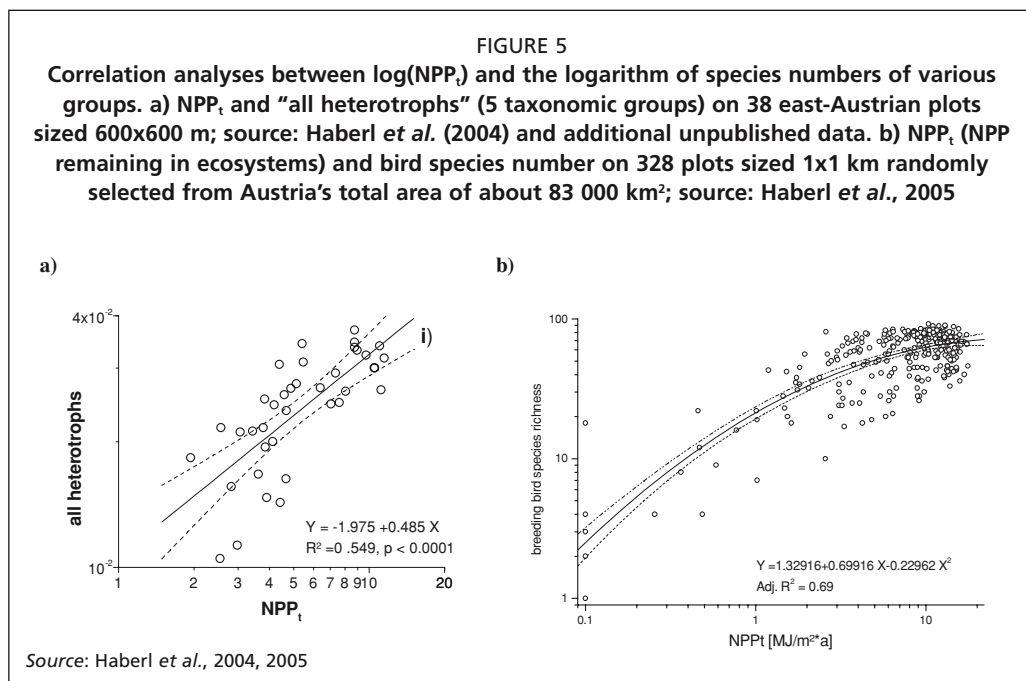 FIGURE 5
Correlation analyses between log(NPPt) and the logarithm of species numbers of various
groups. a) NPPt and "all heterotrophs" (5 taxonomic groups) on 38 east-Austrian plots
sized 600x600 m; source: Haberl et al. (2004) and additional unpublished data. b) NPPt (NPP
remaining in ecosystems) and bird species number on 328 plots sized 1x1 km randomly
selected from Austria's total area of about 83 000 km²; source: Haberl et al., 2005
a)
4x10⁻²
i)
all heterotrophs
Y = -1.975 +0.485 X
R² =0 .549, p < 0.0001
10⁻²
1 2 3 4 5 6 7 8 9 10 20
NPPt
b)
100
10
1
breeding bird species richness
Y=1.32916+0.69916 X-0.22962 X²
Adj. R² = 0.69
0.1 1 10
NPPt [MJ/m²*a]
Source: Haberl et al., 2004, 2005